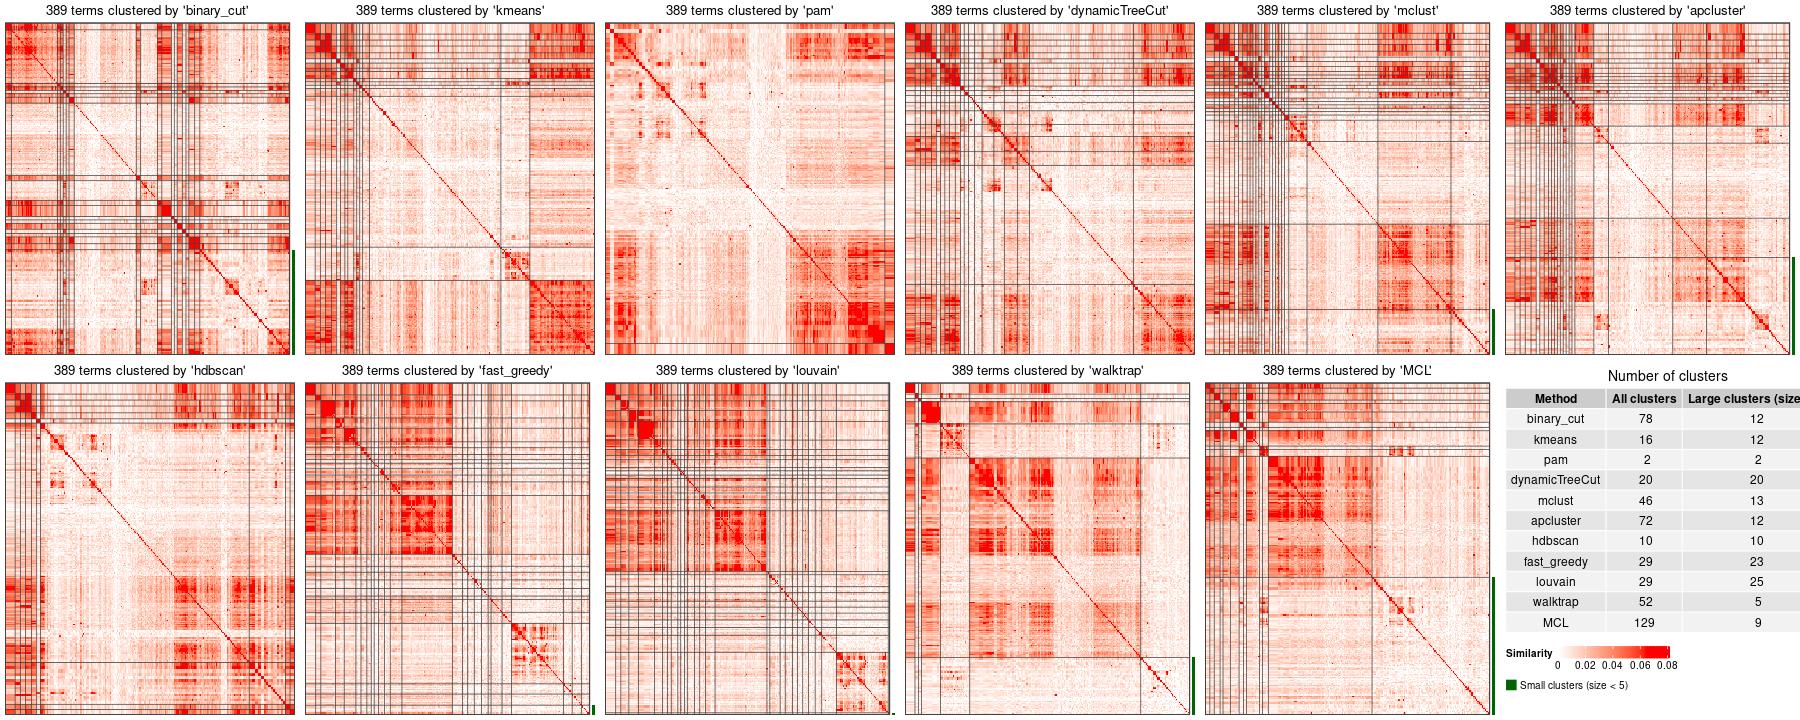 389 terms clustered by 'binary_cut'
389 terms clustered by 'kmeans'
389 terms clustered by 'pam'
389 terms clustered by 'dynamicTreeCut'
389 terms clustered by 'mclust'
389 terms clustered by 'apcluster'
389 terms clustered by 'hdbscan'
389 terms clustered by 'fast_greedy'
389 terms clustered by 'louvain'
389 terms clustered by 'walktrap'
389 terms clustered by 'MCL'
Number of clusters
Method All clusters Large clusters (size
binary_cut 78 12
kmeans 16 12
pam 2 2
dynamicTreeCut 20 20
mclust 46 13
apcluster 72 12
hdbscan 10 10
fast_greedy 29 23
louvain 29 25
walktrap 52 5
MCL 129 9
Similarity
0 0.02 0.04 0.06 0.08
Small clusters (size < 5)